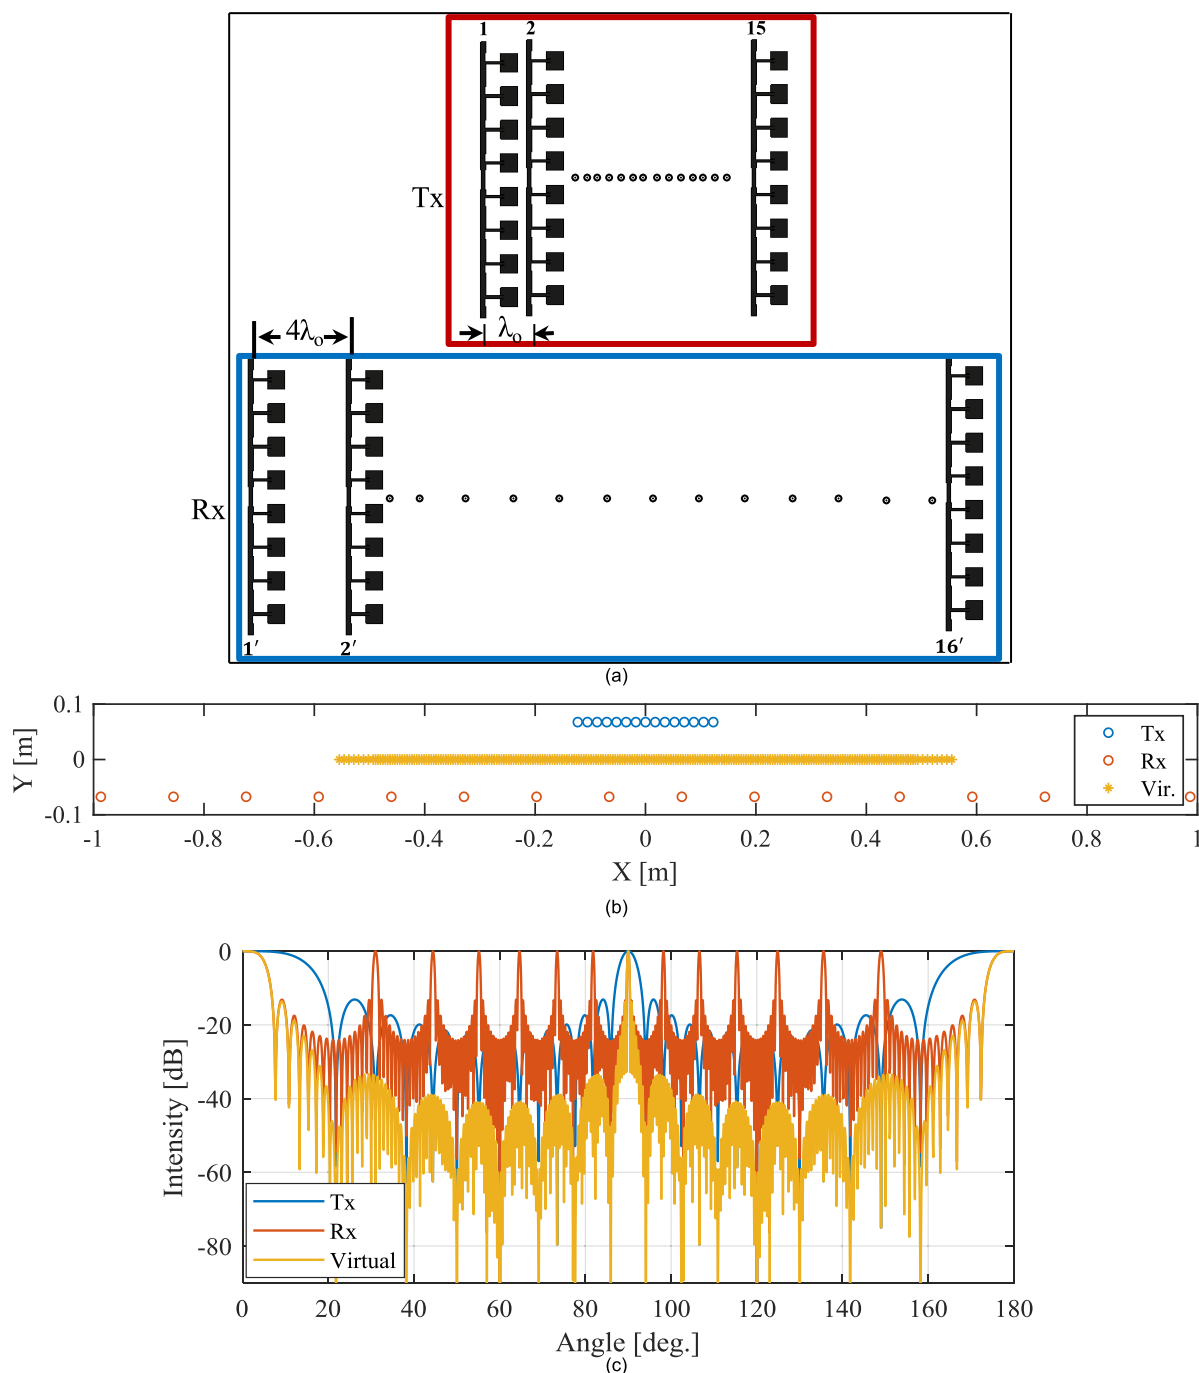 1 2 15
Tx
4λo λo
Rx
1′ 2′ 16′
(a)
0.1
0
-0.1
Y [m]
Tx
Rx
Vir.
-1 -0.8 -0.6 -0.4 -0.2 0 0.2 0.4 0.6 0.8 1
X [m]
(b)
0
-20
-40
-60
-80
Intensity [dB]
Tx
Rx
Virtual
0 20 40 60 80 100 120 140 160 180
Angle [deg.]
(c)